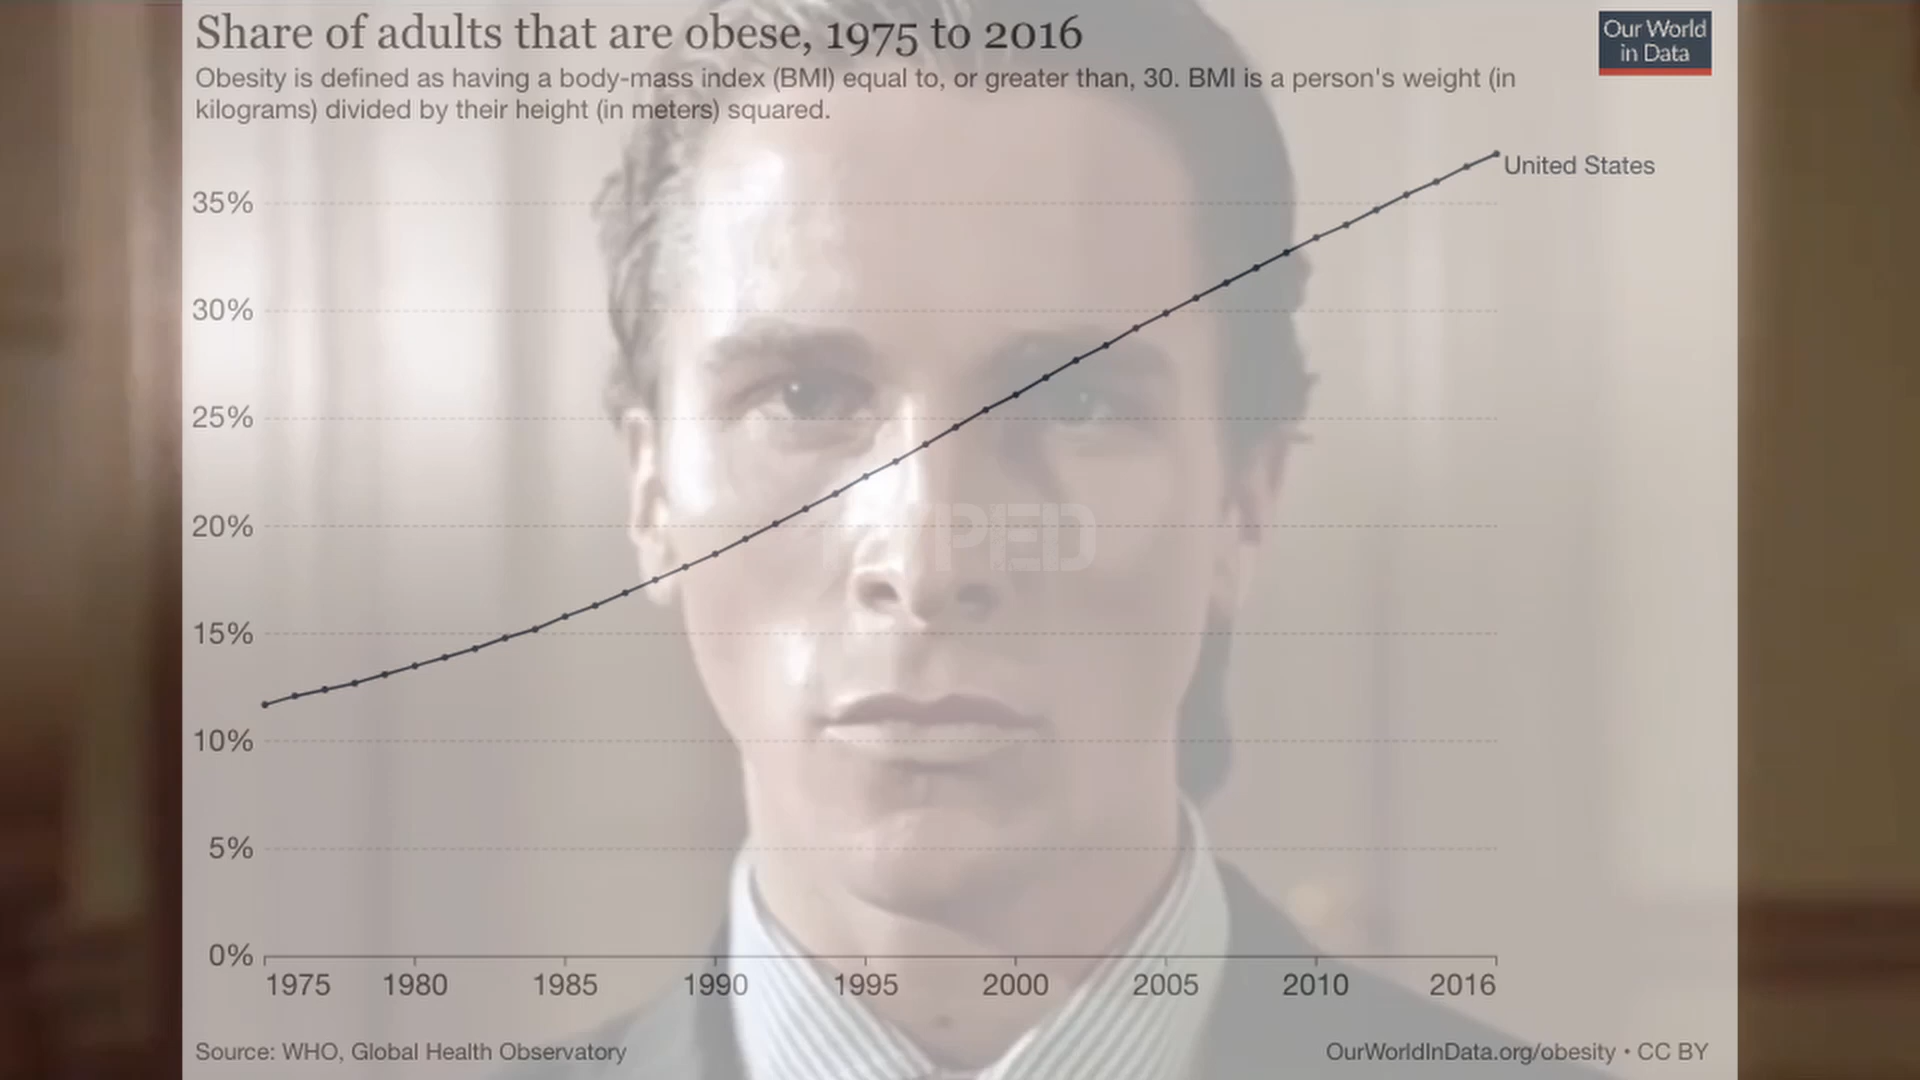 Share of adults that are obese, 1975 to 2016
Our World
in Data
Obesity is defined as having a body-mass index (BMI) equal to, or greater than, 30. BMI is a person's weight (in
kilograms) divided by their height (in meters) squared.
United States
35%
30%
25%
20%
15%
10%
5%
0%
1975 1980 1985 1990 1995 2000 2005 2010 2016
Source: WHO, Global Health Observatory
OurWorldInData.org/obesity • CC BY